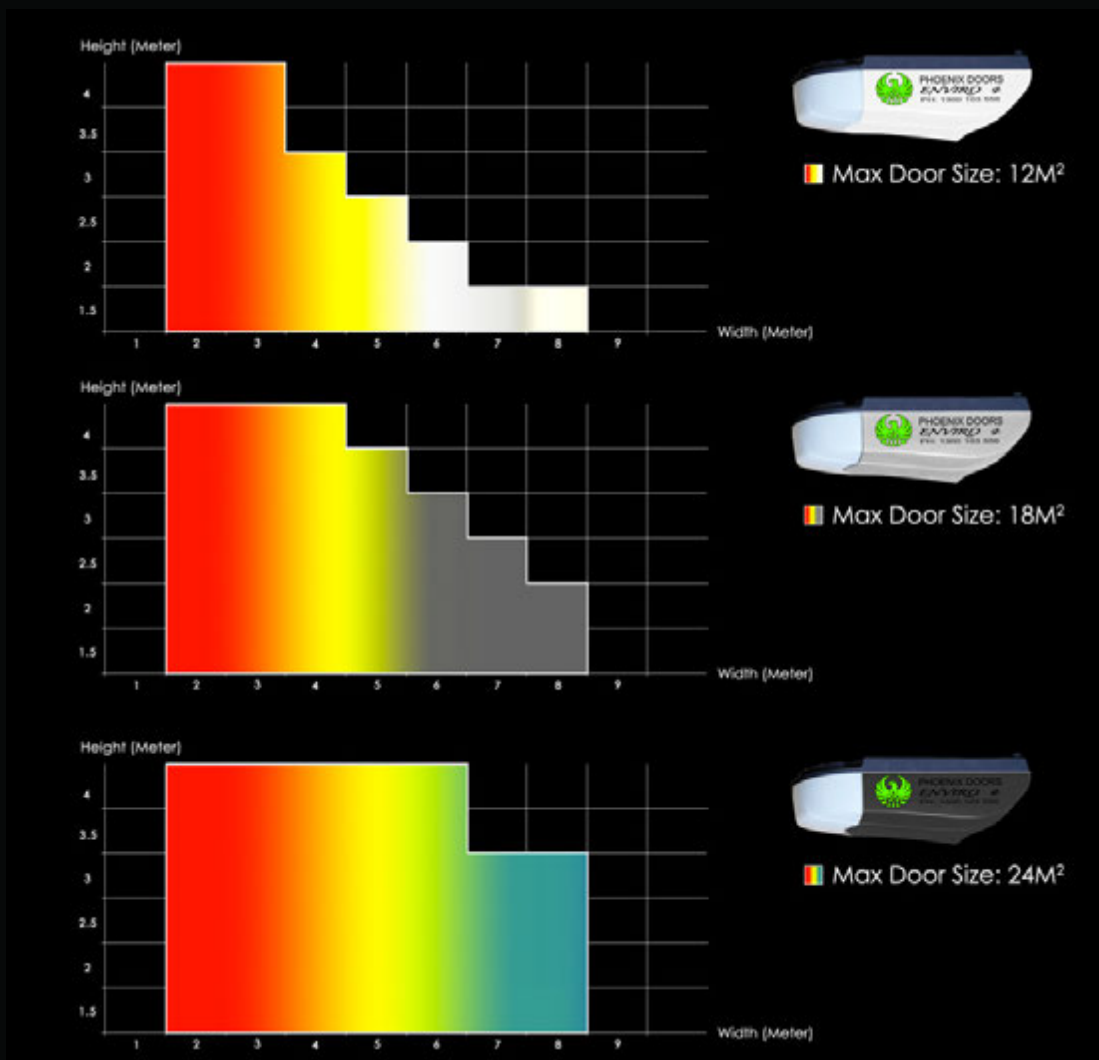 Height (Meter)
4
3.5
3
2.5
2
1.5
1 2 3 4 5 6 7 8 9
Width (Meter)
PHOENIX DOORS
ENVIRO
Max Door Size: 12M²
Height (Meter)
4
3.5
3
2.5
2
1.5
1 2 3 4 5 6 7 8 9
Width (Meter)
PHOENIX DOORS
ENVIRO
Max Door Size: 18M²
Height (Meter)
4
3.5
3
2.5
2
1.5
1 2 3 4 5 6 7 8 9
Width (Meter)
PHOENIX DOORS
ENVIRO
Max Door Size: 24M²